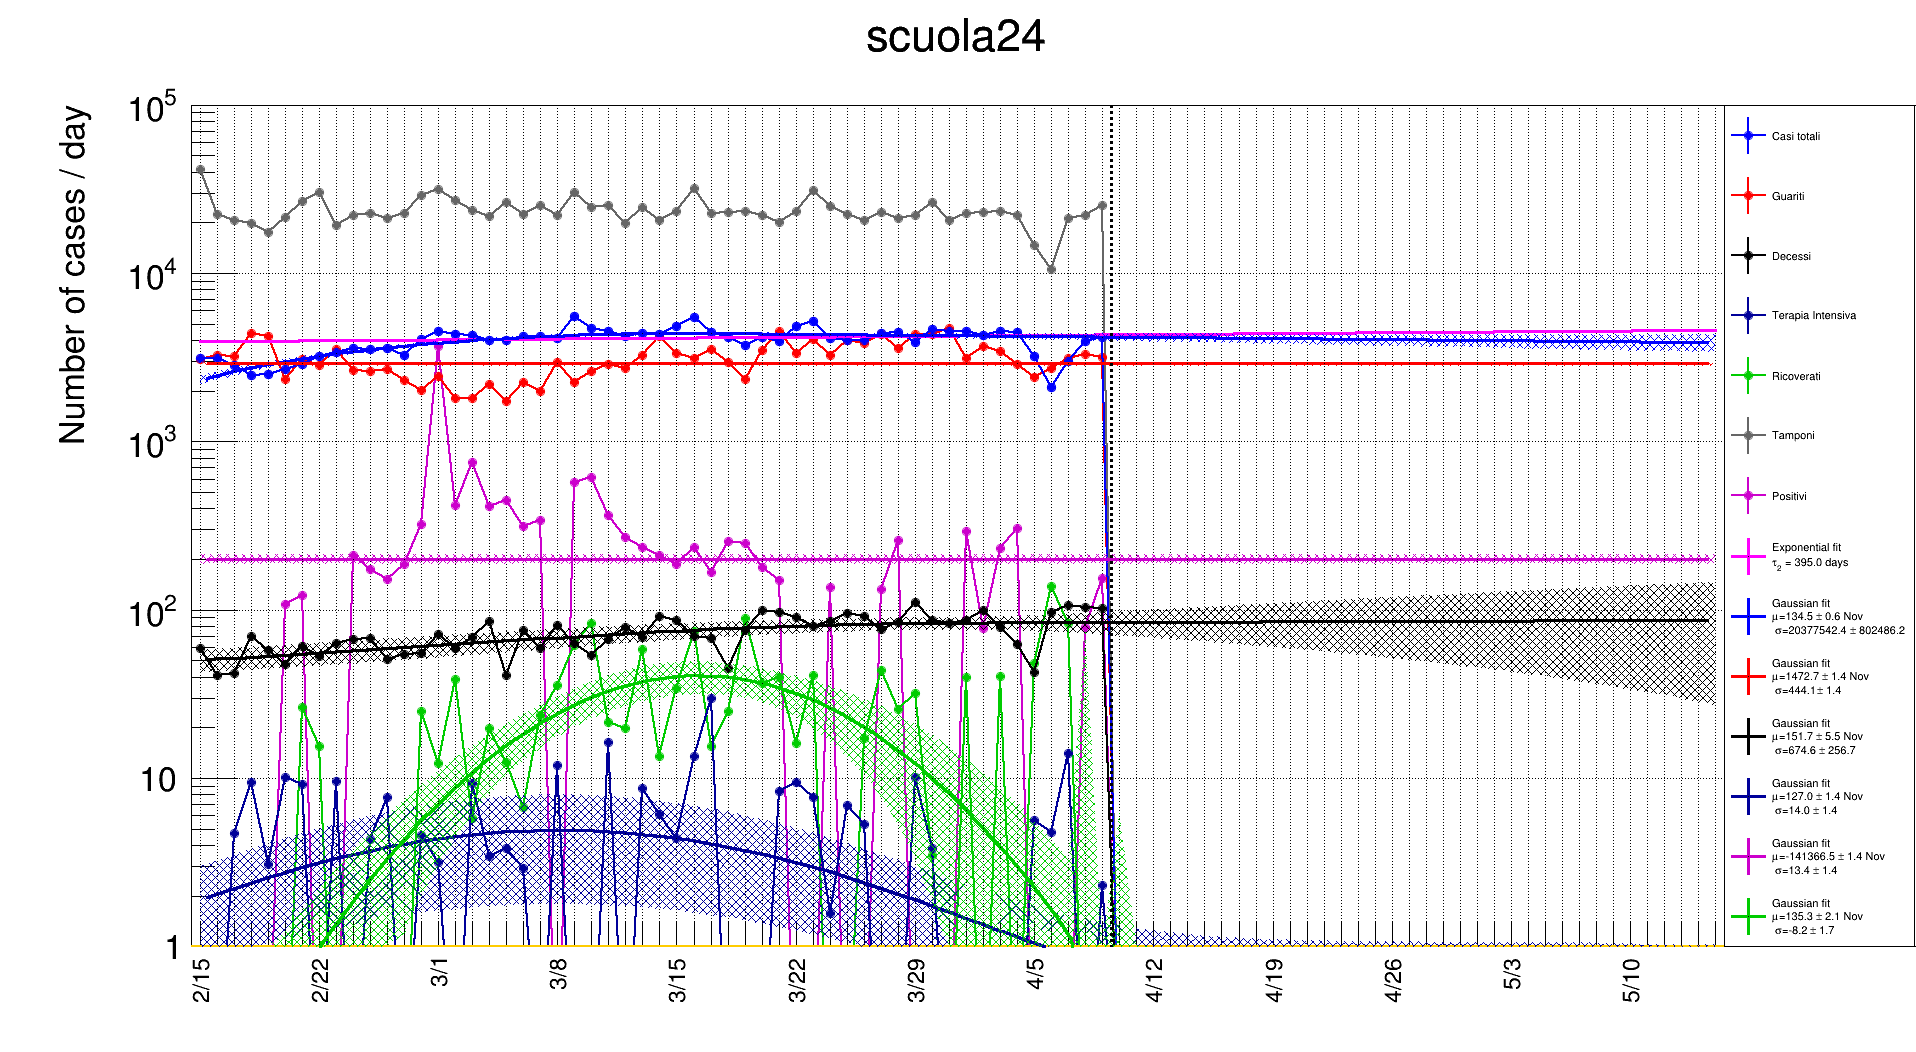 scuola24
Number of cases / day
10^5
10^4
10^3
10^2
10
1
2/15
2/22
3/1
3/8
3/15
3/22
3/29
4/5
4/12
4/19
4/26
5/3
5/10
Casi totali
Guariti
Decessi
Terapia Intensiva
Ricoverati
Tamponi
Positivi
Exponential fit
τ_2 = 395.0 days
Gaussian fit
μ=134.5 ± 0.6 Nov
σ=20377542.4 ± 802486.2
Gaussian fit
μ=1472.7 ± 1.4 Nov
σ=444.1 ± 1.4
Gaussian fit
μ=151.7 ± 5.5 Nov
σ=674.6 ± 256.7
Gaussian fit
μ=127.0 ± 1.4 Nov
σ=14.0 ± 1.4
Gaussian fit
μ=-141366.5 ± 1.4 Nov
σ=13.4 ± 1.4
Gaussian fit
μ=135.3 ± 2.1 Nov
σ=-8.2 ± 1.7